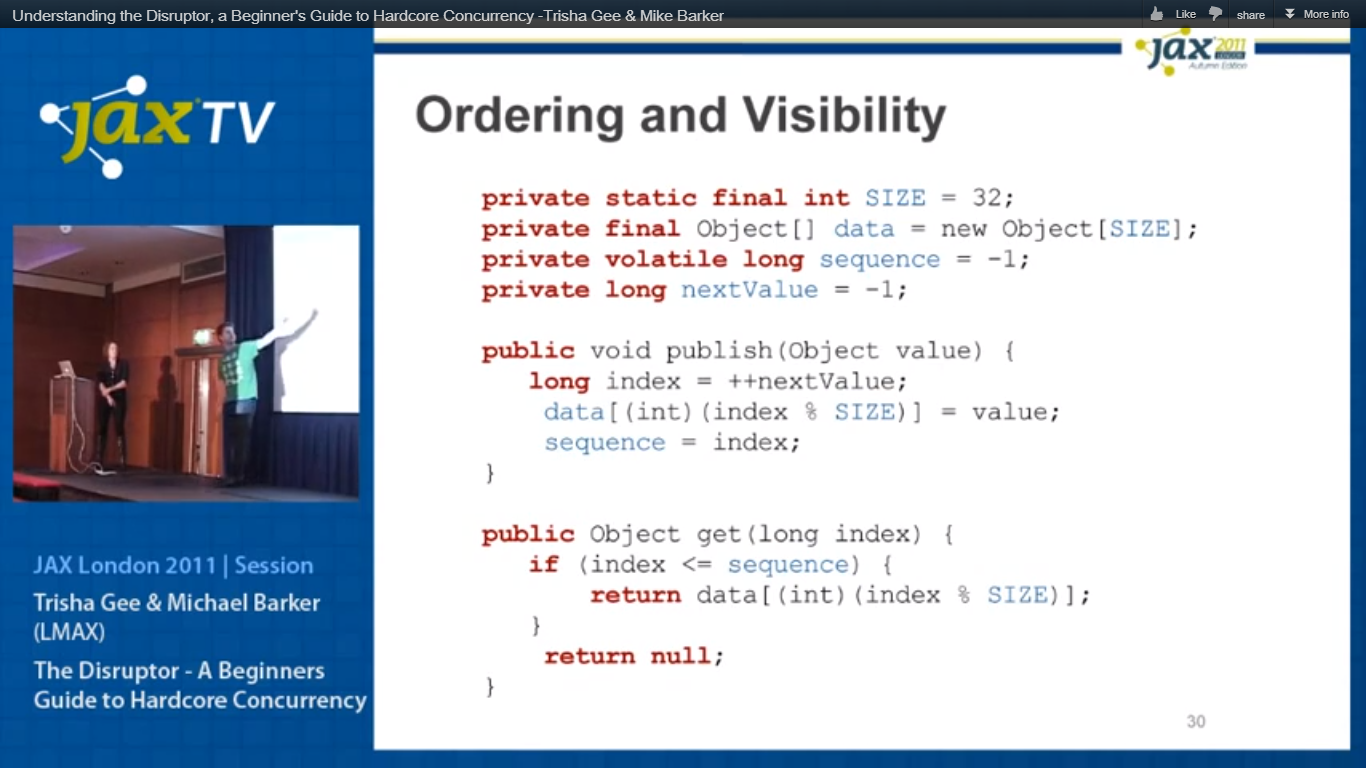 Understanding the Disruptor, a Beginner's Guide to Hardcore Concurrency -Trisha Gee & Mike Barker
Like share More info
jax 2011
LONDON
Autumn Edition
jax TV
Ordering and Visibility
private static final int SIZE = 32;
private final Object[] data = new Object[SIZE];
private volatile long sequence = -1;
private long nextValue = -1;
public void publish(Object value) {
long index = ++nextValue;
data[(int)(index % SIZE)] = value;
sequence = index;
}
public Object get(long index) {
if (index <= sequence) {
return data[(int)(index % SIZE)];
}
return null;
}
30
JAX London 2011 | Session
Trisha Gee & Michael Barker
(LMAX)
The Disruptor - A Beginners
Guide to Hardcore Concurrency